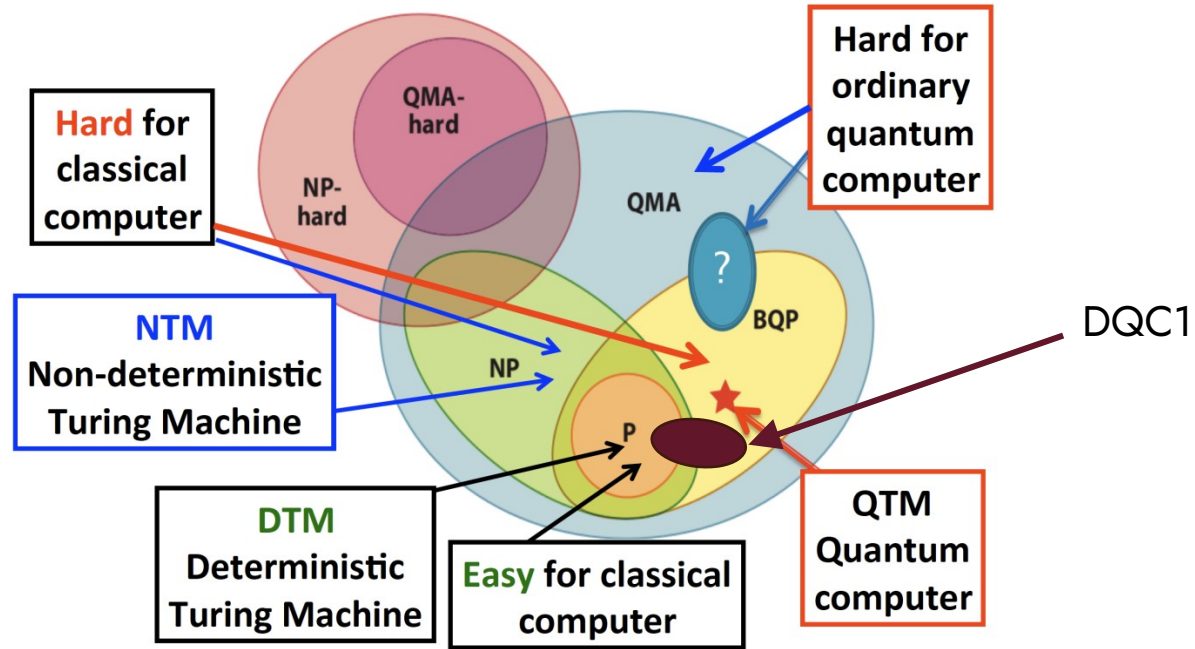 Hard for
classical
computer
QMA-
hard
NP-
hard
Hard for
ordinary
quantum
computer
QMA
?
BQP
DQC1
NTM
Non-deterministic
Turing Machine
NP
P
DTM
Deterministic
Turing Machine
Easy for classical
computer
QTM
Quantum
computer